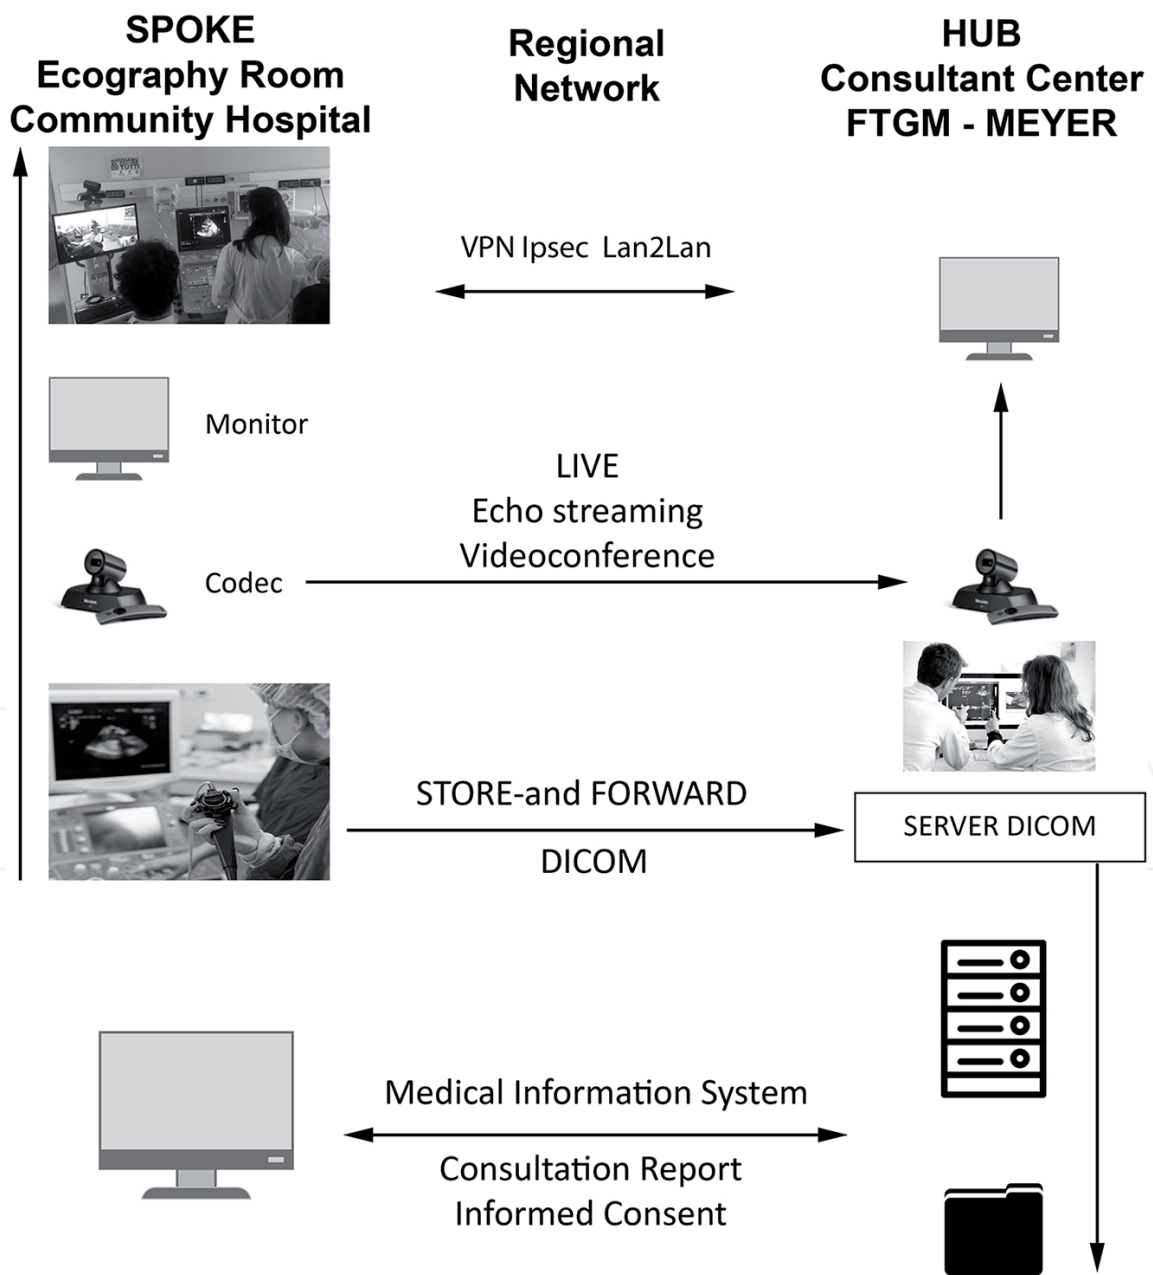 SPOKE
Ecography Room
Community Hospital
Regional
Network
HUB
Consultant Center
FTGM - MEYER
VPN Ipsec Lan2Lan
Monitor
LIVE
Echo streaming
Videoconference
Codec
STORE-and FORWARD
DICOM
SERVER DICOM
Medical Information System
Consultation Report
Informed Consent